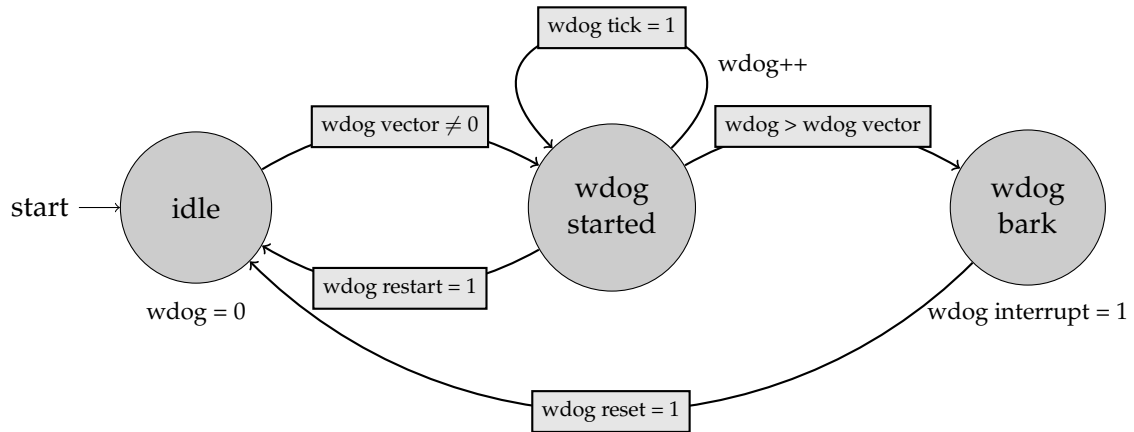 wdog tick = 1
wdog++
wdog vector ≠ 0
wdog > wdog vector
start
idle
wdog
started
wdog
bark
wdog restart = 1
wdog = 0
wdog interrupt = 1
wdog reset = 1